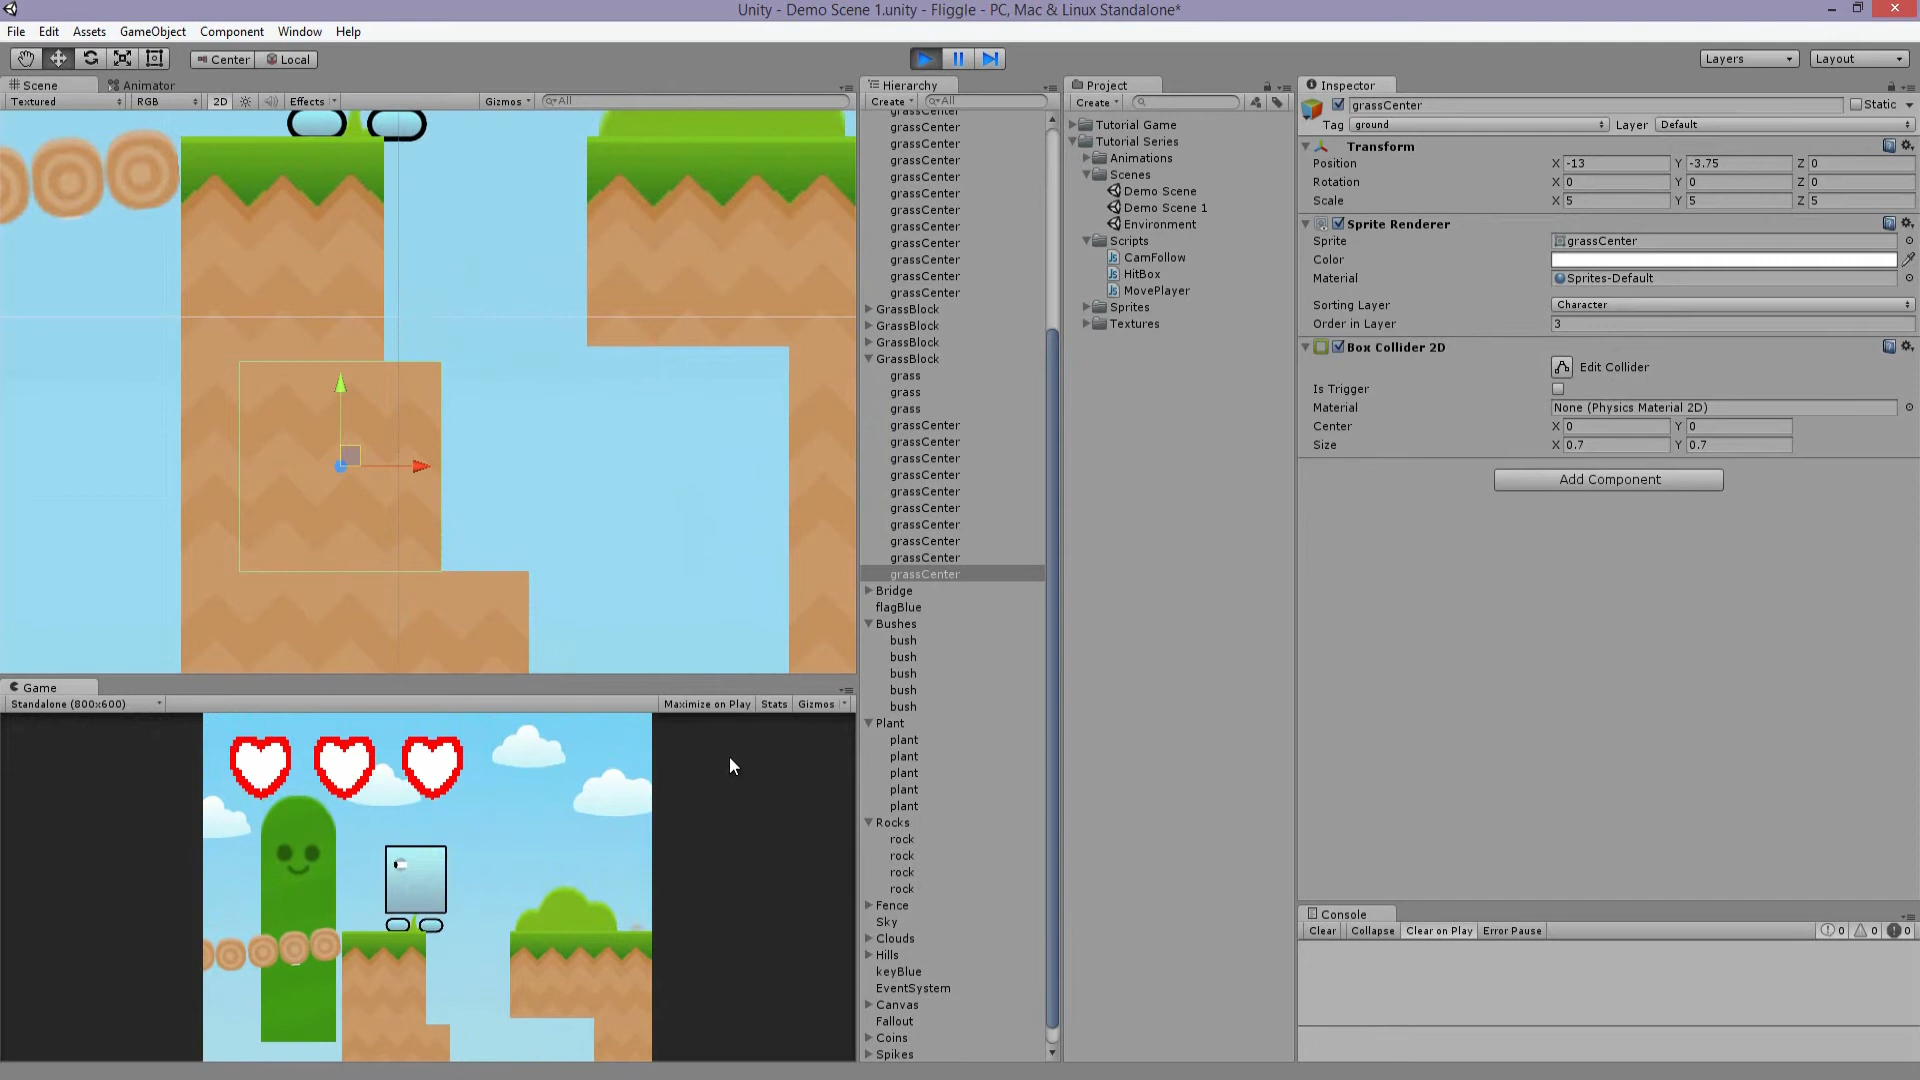 Unity - Demo Scene 1.unity - Fliggle - PC, Mac & Linux Standalone*
File Edit Assets GameObject Component Window Help
Center Local
Layers Layout
Scene Animator
Textured RGB 2D Effects Gizmos All
Hierarchy
Create All
grassCenter
grassCenter
grassCenter
grassCenter
grassCenter
grassCenter
grassCenter
grassCenter
grassCenter
grassCenter
grassCenter
grassCenter
GrassBlock
GrassBlock
GrassBlock
GrassBlock
grass
grass
grass
grassCenter
grassCenter
grassCenter
grassCenter
grassCenter
grassCenter
grassCenter
grassCenter
grassCenter
grassCenter
Bridge
flagBlue
Bushes
bush
bush
bush
bush
bush
Plant
plant
plant
plant
plant
plant
Rocks
rock
rock
rock
rock
Fence
Sky
Clouds
Hills
keyBlue
EventSystem
Canvas
Fallout
Coins
Spikes
Project
Create
Tutorial Game
Tutorial Series
Animations
Scenes
Demo Scene
Demo Scene 1
Environment
Scripts
CamFollow
HitBox
MovePlayer
Sprites
Textures
Inspector
grassCenter Static
Tag ground Layer Default
Transform
Position X -13 Y -3.75 Z 0
Rotation X 0 Y 0 Z 0
Scale X 5 Y 5 Z 5
Sprite Renderer
Sprite grassCenter
Color
Material Sprites-Default
Sorting Layer Character
Order in Layer 3
Box Collider 2D
Edit Collider
Is Trigger
Material None (Physics Material 2D)
Center X 0 Y 0
Size X 0.7 Y 0.7
Add Component
Game
Standalone (800x600) Maximize on Play Stats Gizmos
Console
Clear Collapse Clear on Play Error Pause 0 0 0